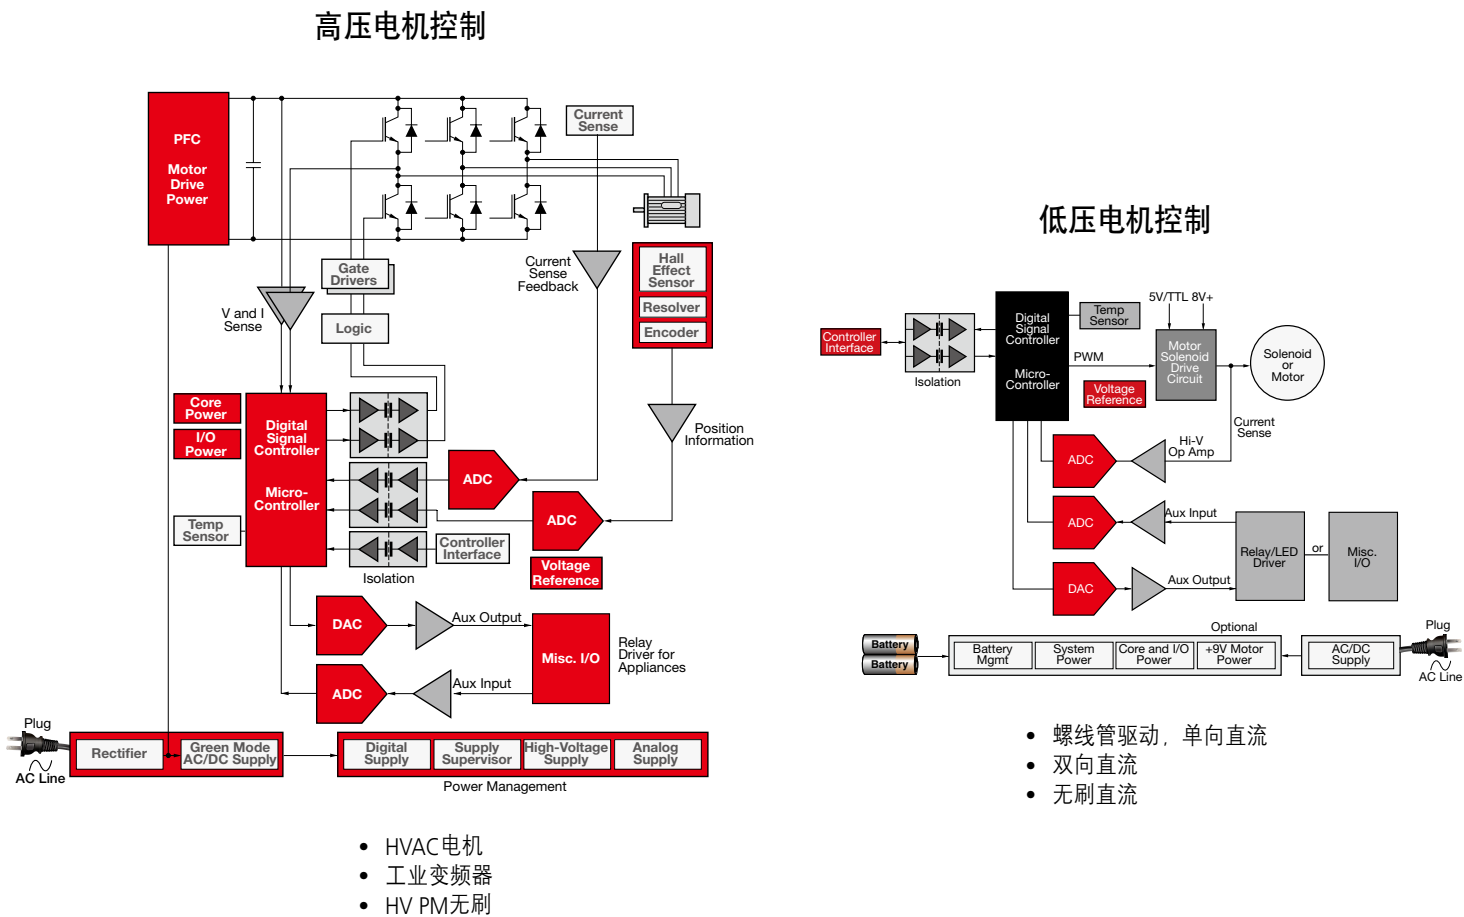 高压电机控制
PFC
Motor
Drive
Power
Current
Sense
Gate
Drivers
Logic
V and I
Sense
Current
Sense
Feedback
Hall
Effect
Sensor
Resolver
Encoder
Position
Information
Core
Power
I/O
Power
Digital
Signal
Controller
Micro-
Controller
Temp
Sensor
ADC
ADC
Controller
Interface
Isolation
Voltage
Reference
DAC
Aux Output
Misc. I/O
Relay
Driver for
Appliances
ADC
Aux Input
Plug
AC Line
Rectifier
Green Mode
AC/DC Supply
Digital
Supply
Supply
Supervisor
High-Voltage
Supply
Analog
Supply
Power Management
• HVAC电机
• 工业变频器
• HV PM无刷
低压电机控制
Controller
Interface
Isolation
Digital
Signal
Controller
Micro-
Controller
Temp
Sensor
5V/TTL 8V+
PWM
Motor
Solenoid
Drive
Circuit
Solenoid
or
Motor
Voltage
Reference
Current
Sense
ADC
Hi-V
Op Amp
ADC
Aux Input
DAC
Aux Output
Relay/LED
Driver
or
Misc.
I/O
Battery
Battery
Battery
Mgmt
System
Power
Core and I/O
Power
Optional
+9V Motor
Power
AC/DC
Supply
Plug
AC Line
• 螺线管驱动，单向直流
• 双向直流
• 无刷直流